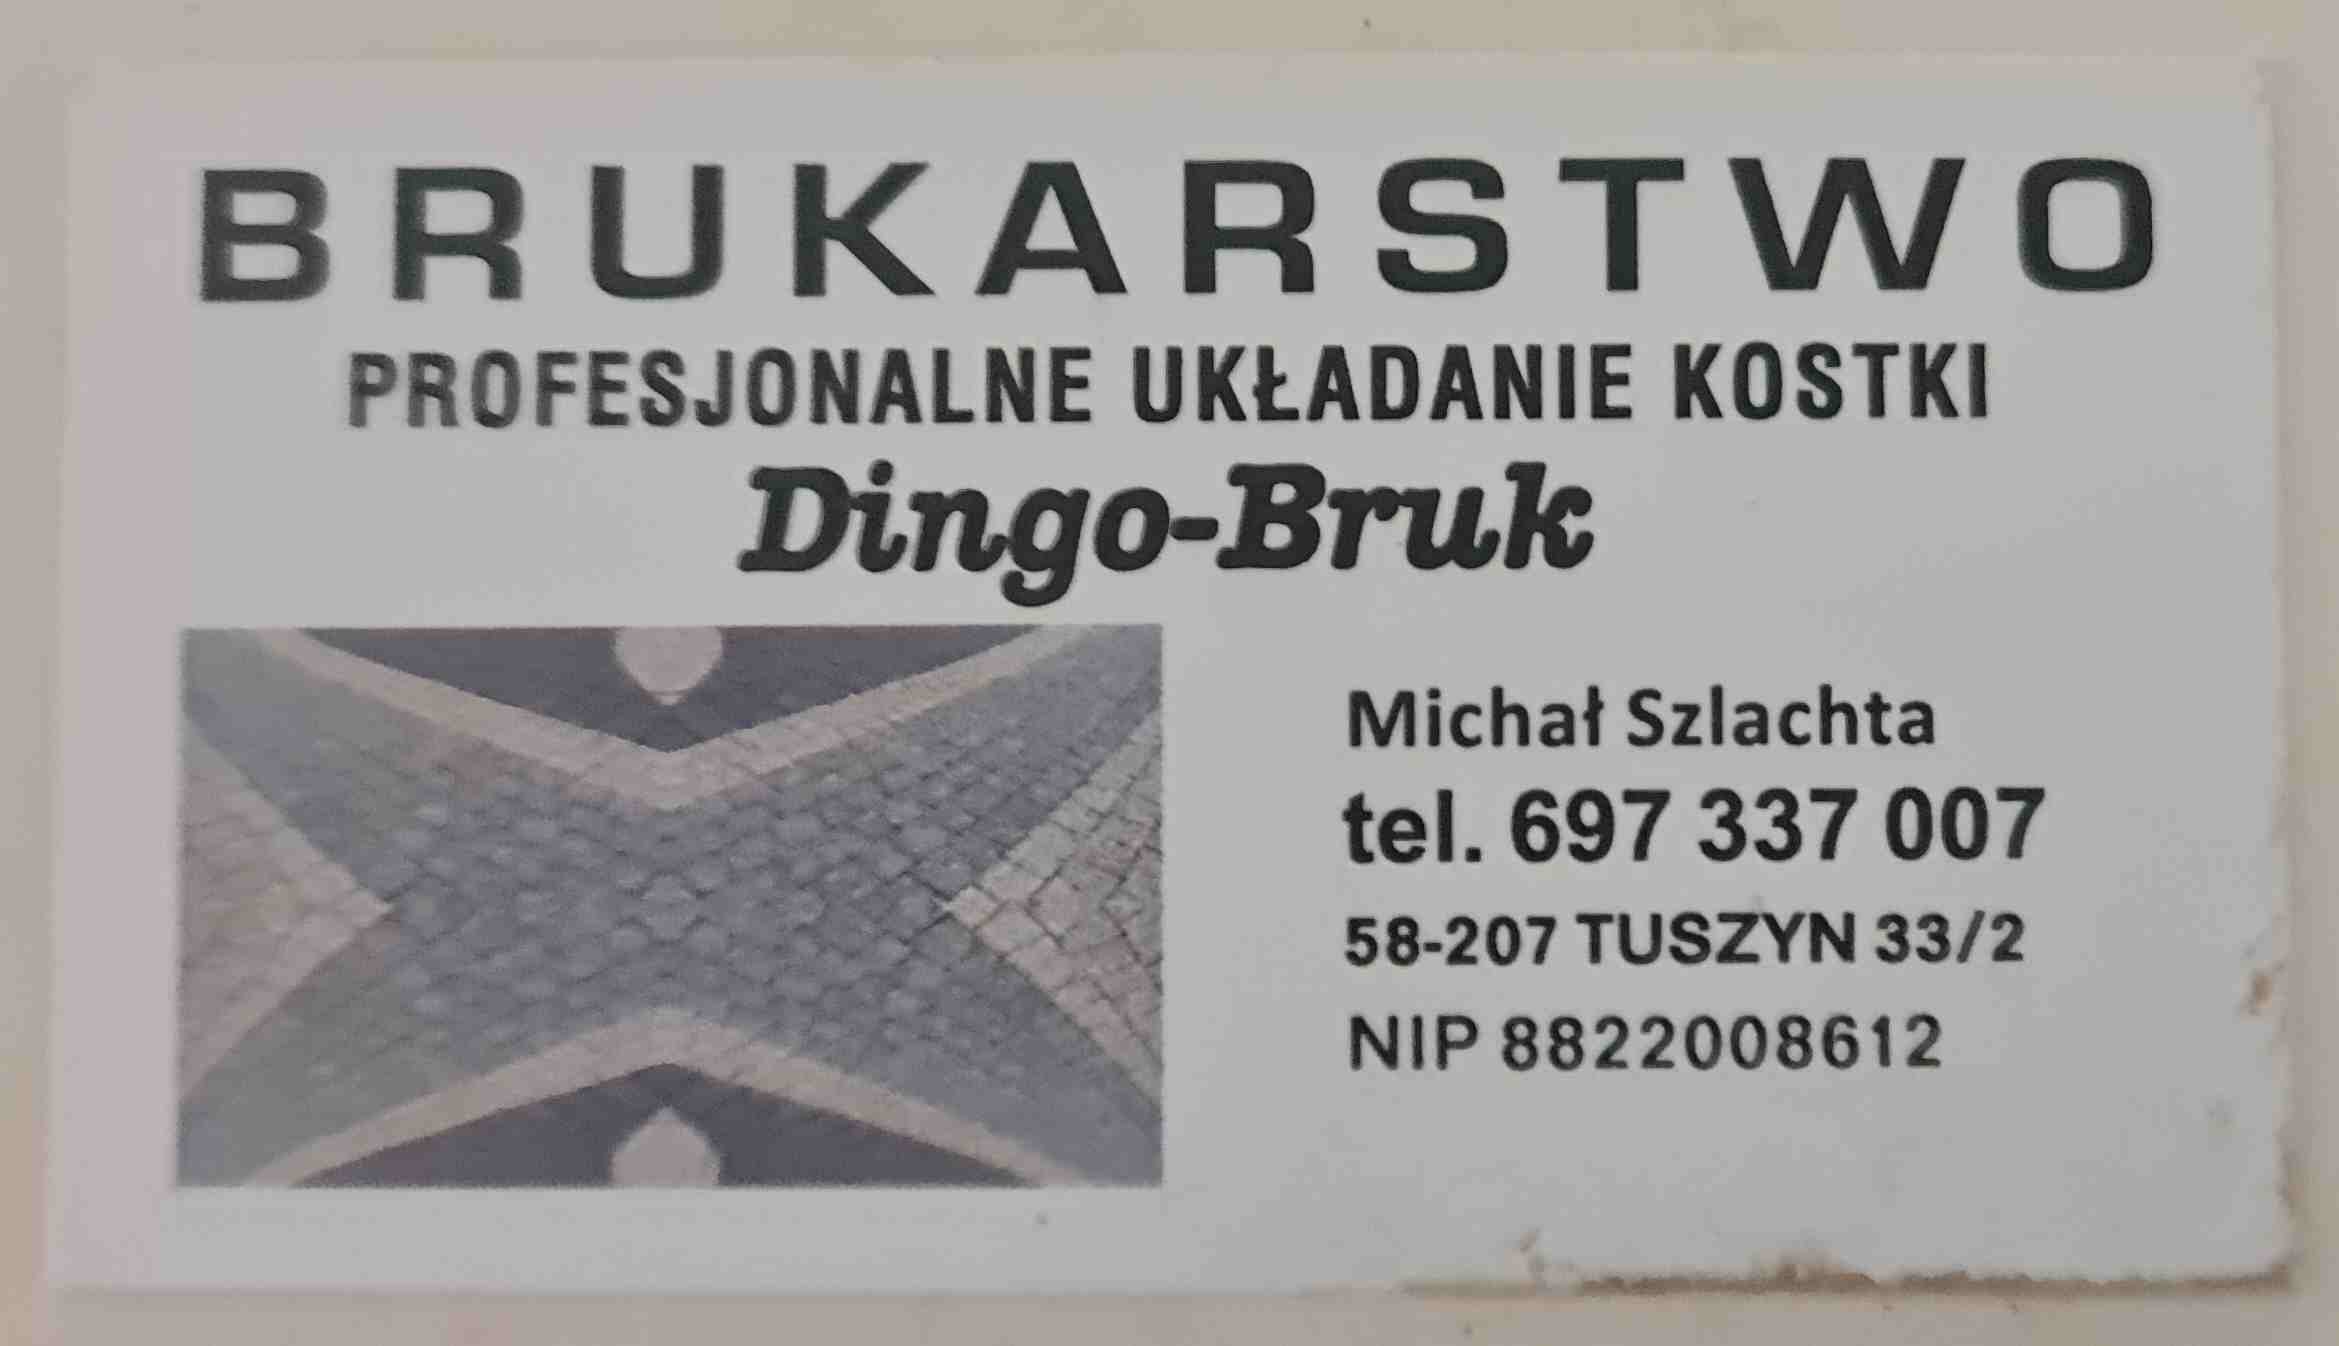 BRUKARSTWO
PROFESJONALNE UKŁADANIE KOSTKI
Dingo-Bruk
Michał Szlachta
tel. 697 337 007
58-207 TUSZYN 33/2
NIP 8822008612